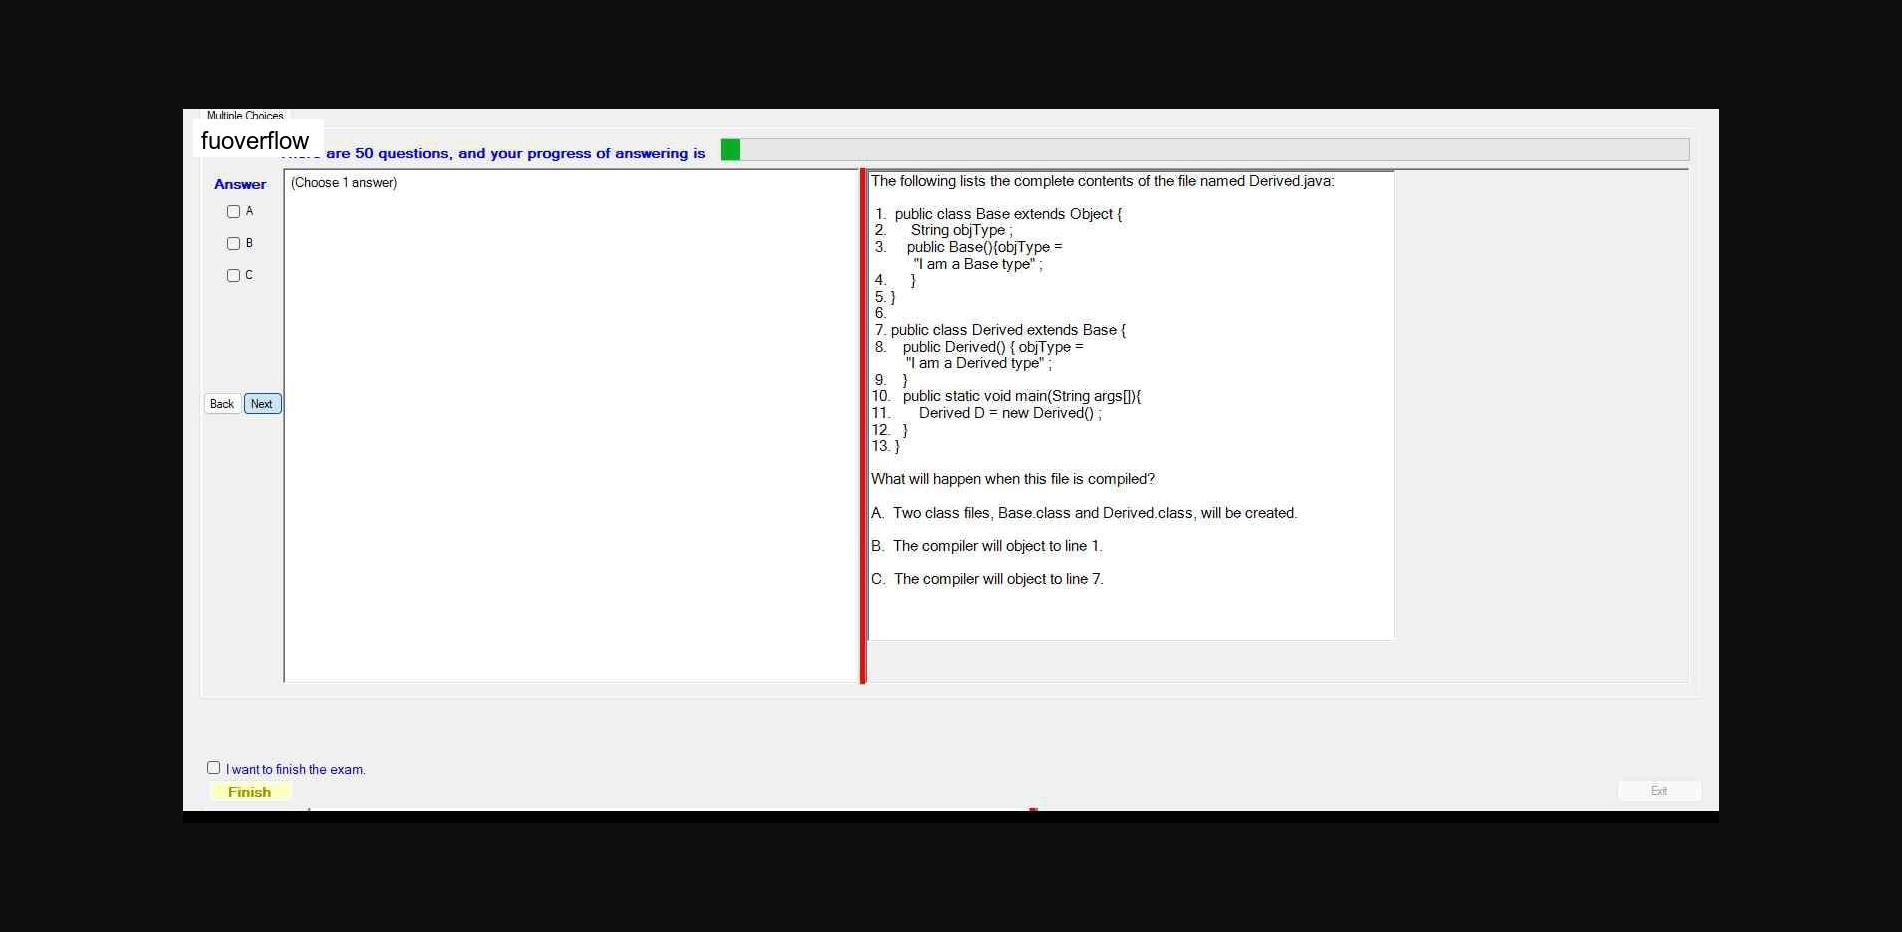 Multiple Choices
fuoverflow
are 50 questions, and your progress of answering is
Answer
(Choose 1 answer)
A
B
C
Back Next
The following lists the complete contents of the file named Derived.java:
1. public class Base extends Object {
2. String objType ;
3. public Base(){objType =
"I am a Base type" ;
4. }
5. }
6.
7. public class Derived extends Base {
8. public Derived() { objType =
"I am a Derived type" ;
9. }
10. public static void main(String args[]){
11. Derived D = new Derived() ;
12. }
13. }
What will happen when this file is compiled?
A. Two class files, Base.class and Derived.class, will be created.
B. The compiler will object to line 1.
C. The compiler will object to line 7.
I want to finish the exam.
Finish
Exit